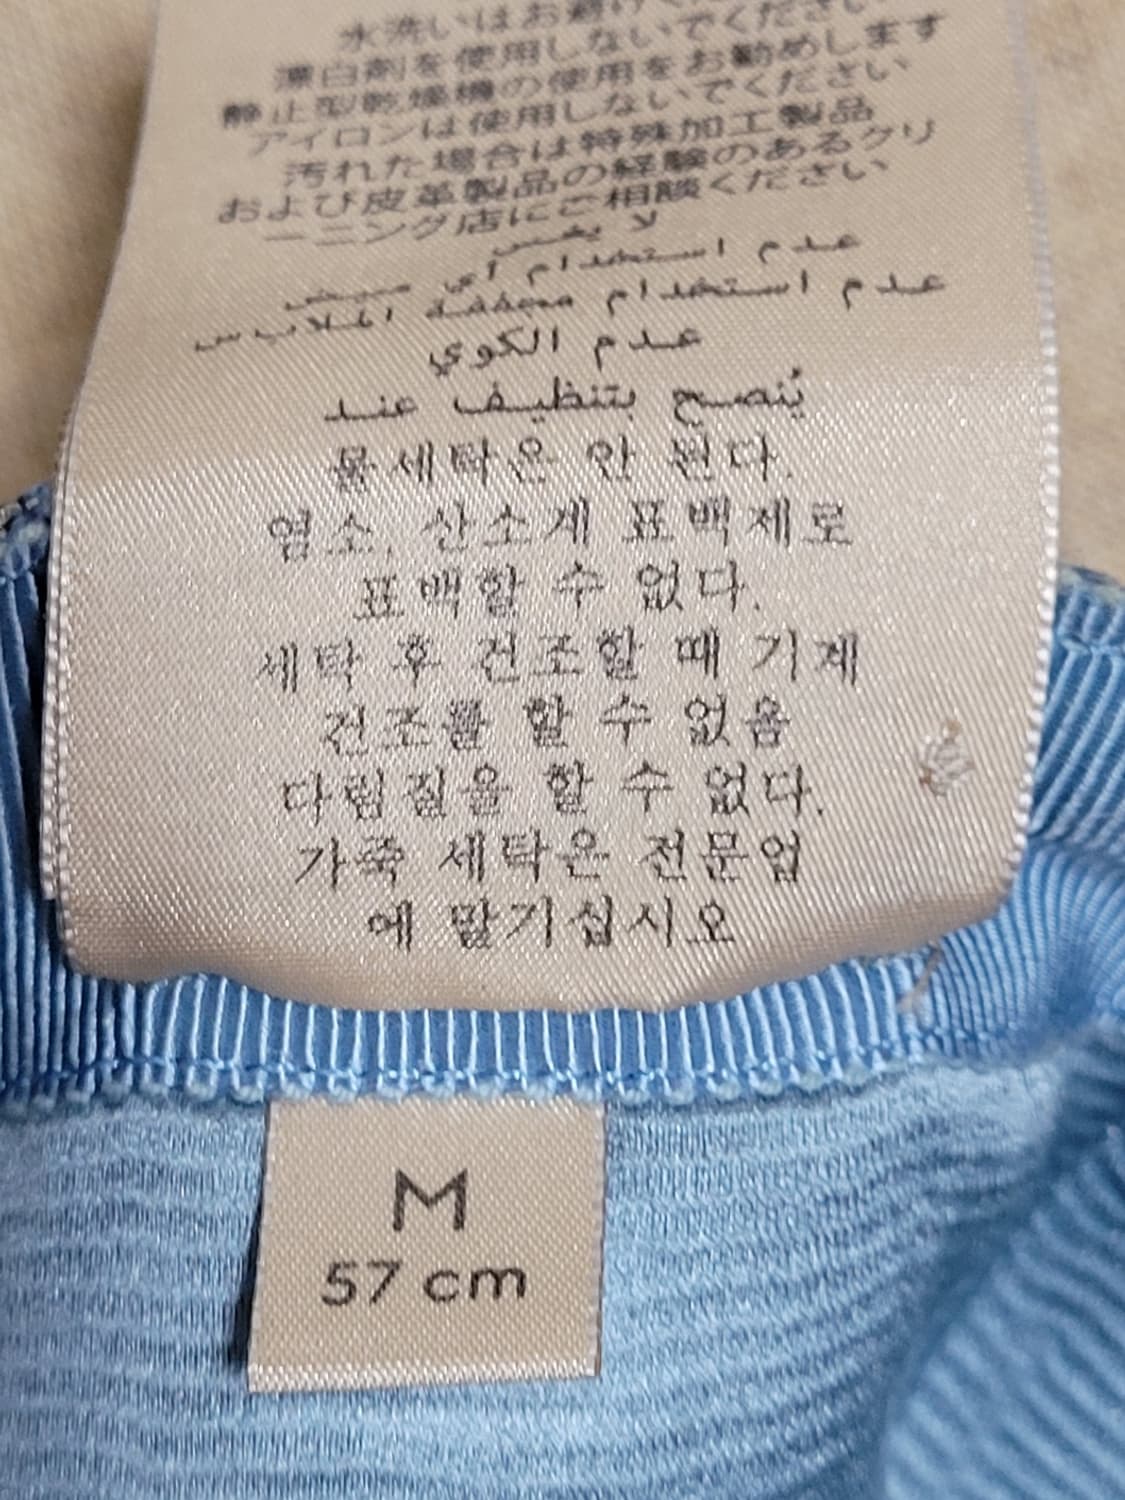 水洗いはお避けください
漂白剤を使用しないでください
静止型乾燥機の使用をお勧めします
アイロンは使用しないでください
汚れた場合は特殊加工製品
および皮革製品の経験のあるクリ
ーニング店にご相談ください
لا يغسل
عدم استخدام أي مبيض
عدم استخدام مجففة الملابس
عدم الكوي
يُنصح بتنظيف عند
물세탁은 안 된다.
염소, 산소계 표백제로
표백할 수 없다.
세탁 후 건조할 때 기계
건조를 할 수 없음
다림질을 할 수 없다.
가죽 세탁은 전문업
에 맡기십시오
M
57 cm